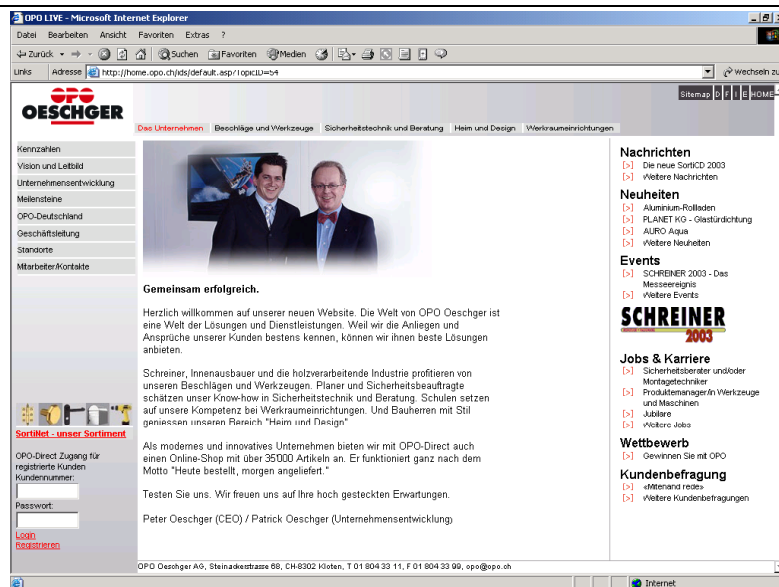 OPO LIVE - Microsoft Internet Explorer
Datei Bearbeiten Ansicht Favoriten Extras ?
Zurück Suchen Favoriten Medien
Links Adresse http://home.opo.ch/ids/default.asp?TopicID=54 Wechseln zu
OPO
OESCHGER
Sitemap D F I E HOME
Das Unternehmen Beschläge und Werkzeuge Sicherheitstechnik und Beratung Heim und Design Werkraumeinrichtungen
Kennzahlen
Vision und Leitbild
Unternehmensentwicklung
Meilensteine
OPO-Deutschland
Geschäftsleitung
Standorte
Mitarbeiter/Kontakte
SortiNet - unser Sortiment
OPO-Direct Zugang für
registrierte Kunden
Kundennummer:
Passwort:
Login
Registrieren
Gemeinsam erfolgreich.
Herzlich willkommen auf unserer neuen Website. Die Welt von OPO Oeschger ist
eine Welt der Lösungen und Dienstleistungen. Weil wir die Anliegen und
Ansprüche unserer Kunden bestens kennen, können wir ihnen beste Lösungen
anbieten.
Schreiner, Innenausbauer und die holzverarbeitende Industrie profitieren von
unseren Beschlägen und Werkzeugen. Planer und Sicherheitsbeauftragte
schätzen unser Know-how in Sicherheitstechnik und Beratung. Schulen setzen
auf unsere Kompetenz bei Werkraumeinrichtungen. Und Bauherren mit Stil
geniessen unseren Bereich "Heim und Design".
Als modernes und innovatives Unternehmen bieten wir mit OPO-Direct auch
einen Online-Shop mit über 35'000 Artikeln an. Er funktioniert ganz nach dem
Motto "Heute bestellt, morgen angeliefert."
Testen Sie uns. Wir freuen uns auf Ihre hoch gesteckten Erwartungen.
Peter Oeschger (CEO) / Patrick Oeschger (Unternehmensentwicklung)
Nachrichten
[>] Die neue SortiCD 2003
[>] Weitere Nachrichten
Neuheiten
[>] Aluminium-Rollladen
[>] PLANET KG - Glastürdichtung
[>] AURO Aqua
[>] Weitere Neuheiten
Events
[>] SCHREINER 2003 - Das
Messeereignis
[>] Weitere Events
SCHREINER
2003
Jobs & Karriere
[>] Sicherheitsberater und/oder
Montagetechniker
[>] Produktemanager/in Werkzeuge
und Maschinen
[>] Jubilare
[>] Weitere Jobs
Wettbewerb
[>] Gewinnen Sie mit OPO
Kundenbefragung
[>] «Mitenand rede»
[>] Weitere Kundenbefragungen
OPO Oeschger AG, Steinackerstrasse 68, CH-8302 Kloten, T 01 804 33 11, F 01 804 33 99, opo@opo.ch
Internet